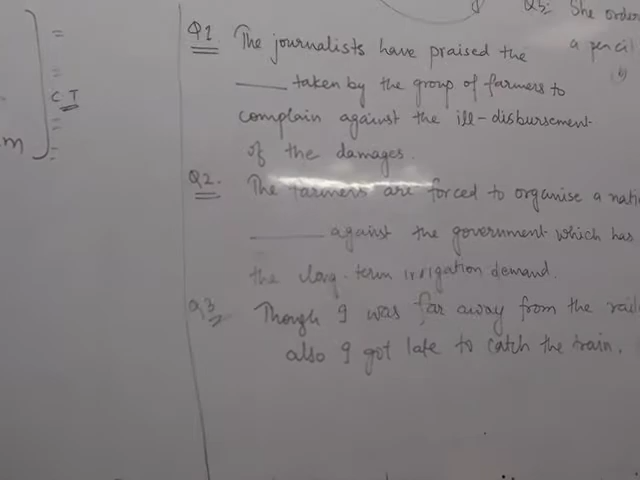 Q5: She orde
a pencil
CI
m
Q1 The journalists have praised the
_____ taken by the group of farmers to
complain against the ill-disbursement
of the damages.
Q2. The farmers are forced to organise a nati
_____ against the government which has
the long-term irrigation demand.
Q3 Though I was far away from the rail
also I got late to catch the train.